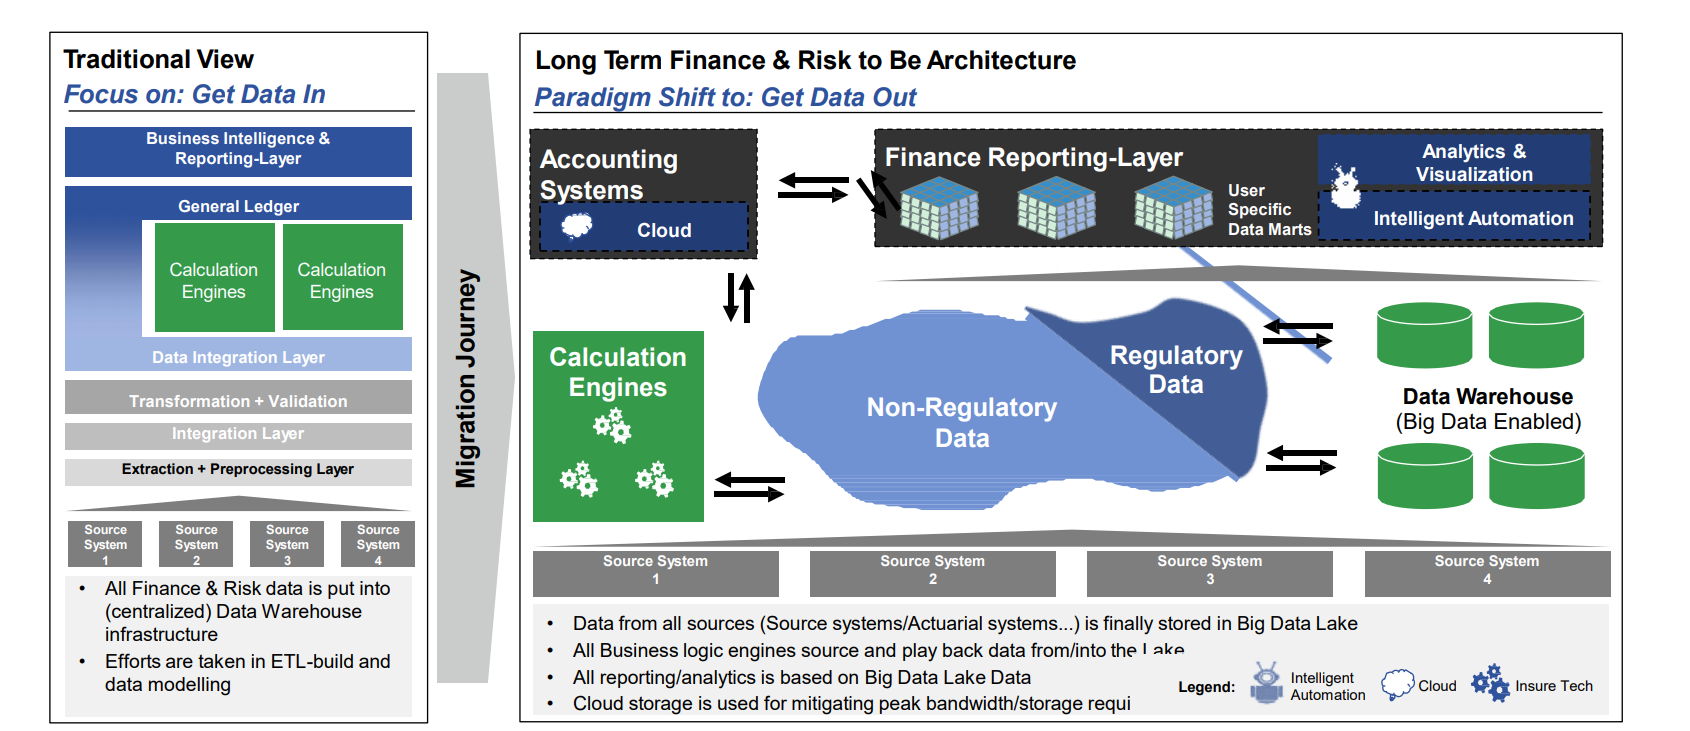 Traditional View
Focus on: Get Data In
Business Intelligence &
Reporting-Layer
General Ledger
Calculation
Engines
Calculation
Engines
Data Integration Layer
Transformation + Validation
Integration Layer
Extraction + Preprocessing Layer
Source
System
1
Source
System
2
Source
System
3
Source
System
4
• All Finance & Risk data is put into
(centralized) Data Warehouse
infrastructure
• Efforts are taken in ETL-build and
data modelling
Migration Journey
Long Term Finance & Risk to Be Architecture
Paradigm Shift to: Get Data Out
Accounting
Systems
Cloud
Finance Reporting-Layer
User
Specific
Data Marts
Analytics &
Visualization
Intelligent Automation
Calculation
Engines
Non-Regulatory
Data
Regulatory
Data
Data Warehouse
(Big Data Enabled)
Source System
1
Source System
2
Source System
3
Source System
4
• Data from all sources (Source systems/Actuarial systems...) is finally stored in Big Data Lake
• All Business logic engines source and play back data from/into the Lake
• All reporting/analytics is based on Big Data Lake Data
• Cloud storage is used for mitigating peak bandwidth/storage requi
Legend:
Intelligent
Automation
Cloud
Insure Tech